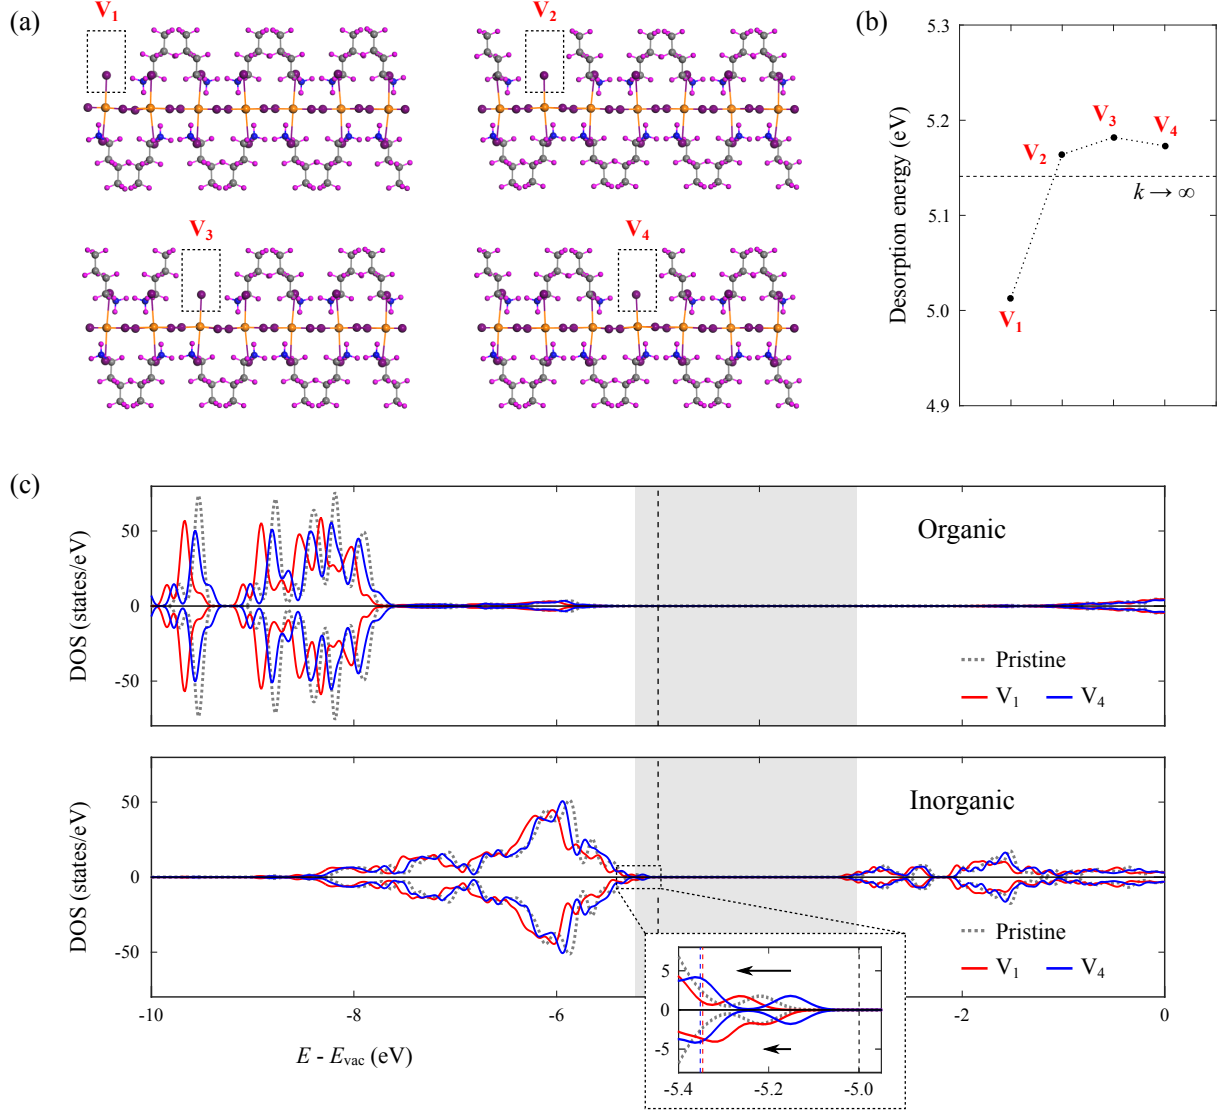 (a)
V1
V2
V3
V4
(b)
5.3
5.2
5.1
5.0
4.9
Desorption energy (eV)
V1
V2
V3
V4
k → ∞
(c)
DOS (states/eV)
50
0
-50
Organic
Pristine
V1 V4
DOS (states/eV)
50
0
-50
Inorganic
Pristine
V1 V4
-10 -8 -6 -2 0
E - Evac (eV)
5
0
-5
-5.4 -5.2 -5.0